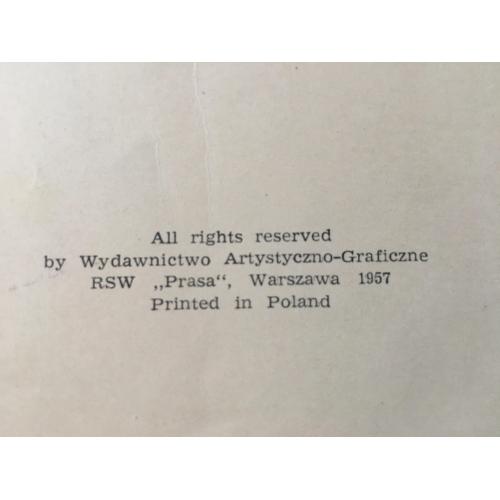 All rights reserved
by Wydawnictwo Artystyczno-Graficzne
RSW „Prasa“, Warszawa 1957
Printed in Poland